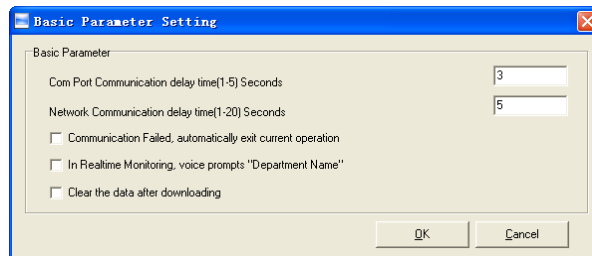 Basic Parameter Setting
Basic Parameter
Com Port Communication delay time(1-5) Seconds 3
Network Communication delay time(1-20) Seconds 5
Communication Failed, automatically exit current operation
In Realtime Monitoring, voice prompts "Department Name"
Clear the data after downloading
OK Cancel